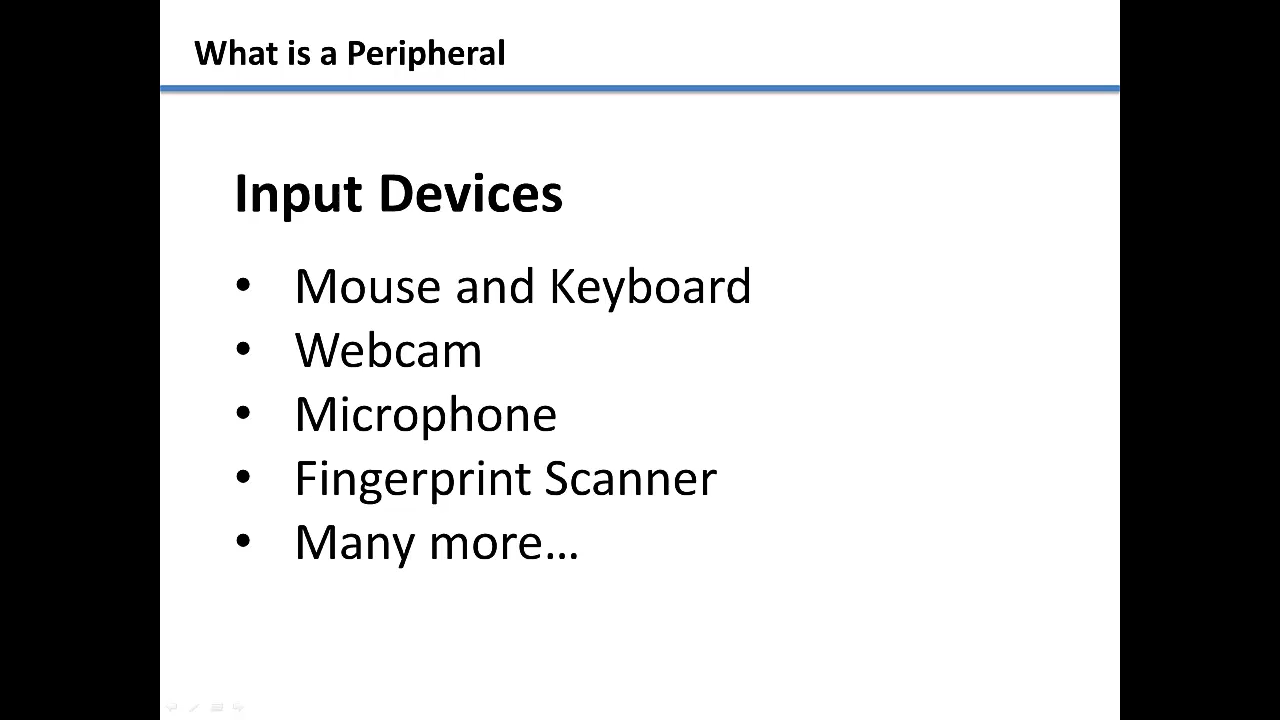 What is a Peripheral
Input Devices
• Mouse and Keyboard
• Webcam
• Microphone
• Fingerprint Scanner
• Many more...